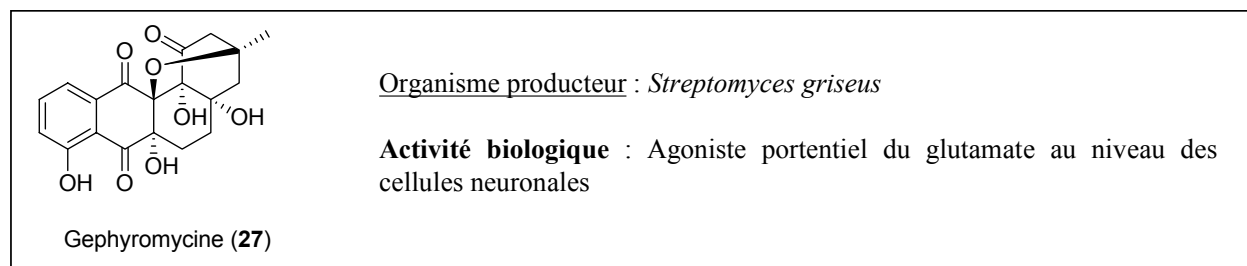 O
O
O
OH
OH
OH
OH
O
Gephyromycine (27)
Organisme producteur : Streptomyces griseus
Activité biologique : Agoniste portentiel du glutamate au niveau des
cellules neuronales